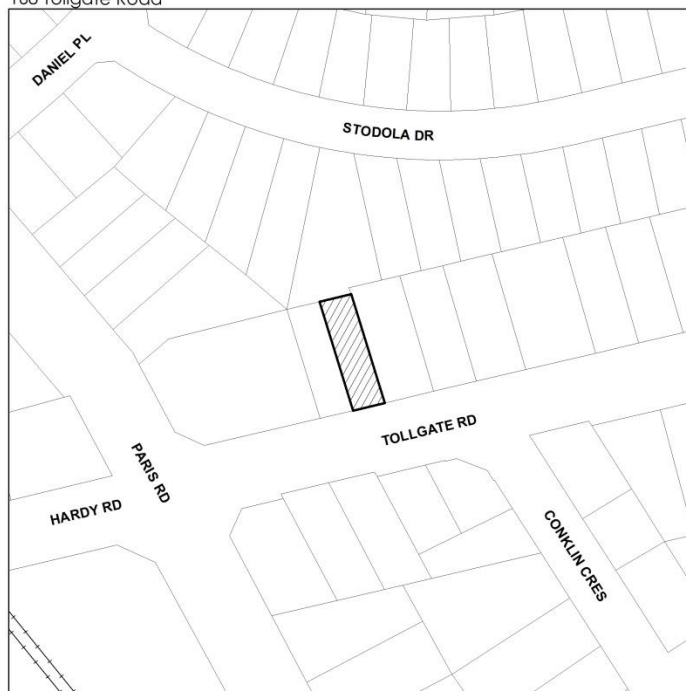 Tollgate Road
DANIEL PL
STODOLA DR
TOLLGATE RD
PARIS RD
HARDY RD
CONKLIN CRES